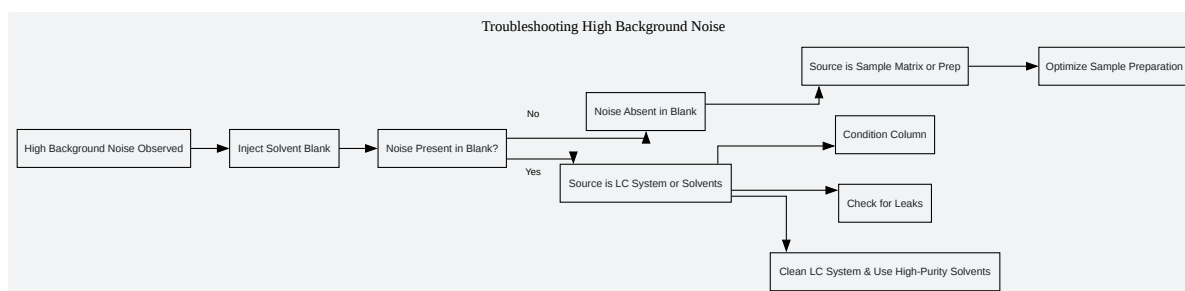 Troubleshooting High Background Noise
High Background Noise Observed
Inject Solvent Blank
Noise Present in Blank?
No
Yes
Noise Absent in Blank
Source is LC System or Solvents
Source is Sample Matrix or Prep
Optimize Sample Preparation
Condition Column
Check for Leaks
Clean LC System & Use High-Purity Solvents